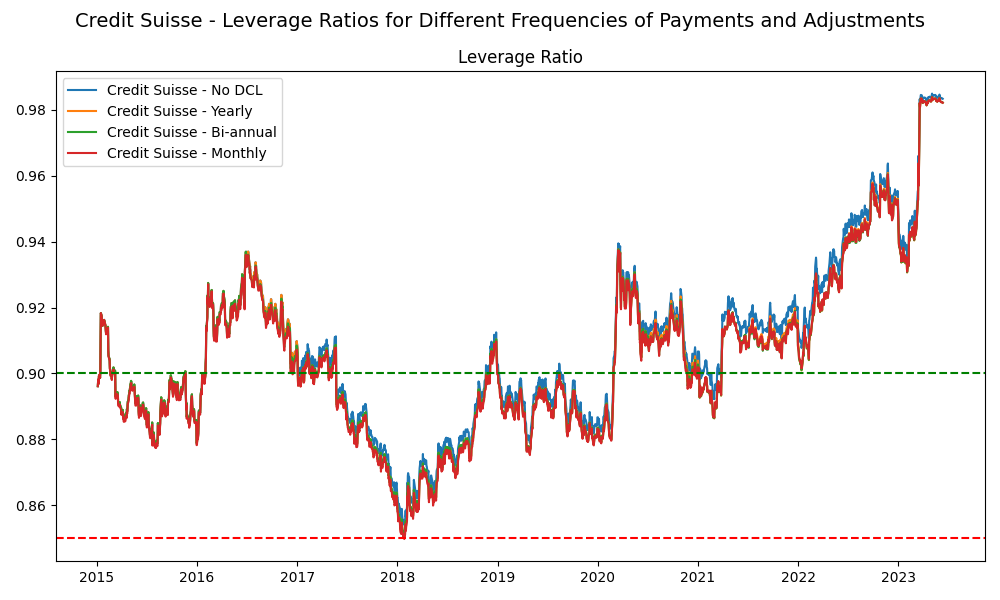 Credit Suisse - Leverage Ratios for Different Frequencies of Payments and Adjustments
Leverage Ratio
Credit Suisse - No DCL
Credit Suisse - Yearly
Credit Suisse - Bi-annual
Credit Suisse - Monthly
0.98
0.96
0.94
0.92
0.90
0.88
0.86
2015 2016 2017 2018 2019 2020 2021 2022 2023